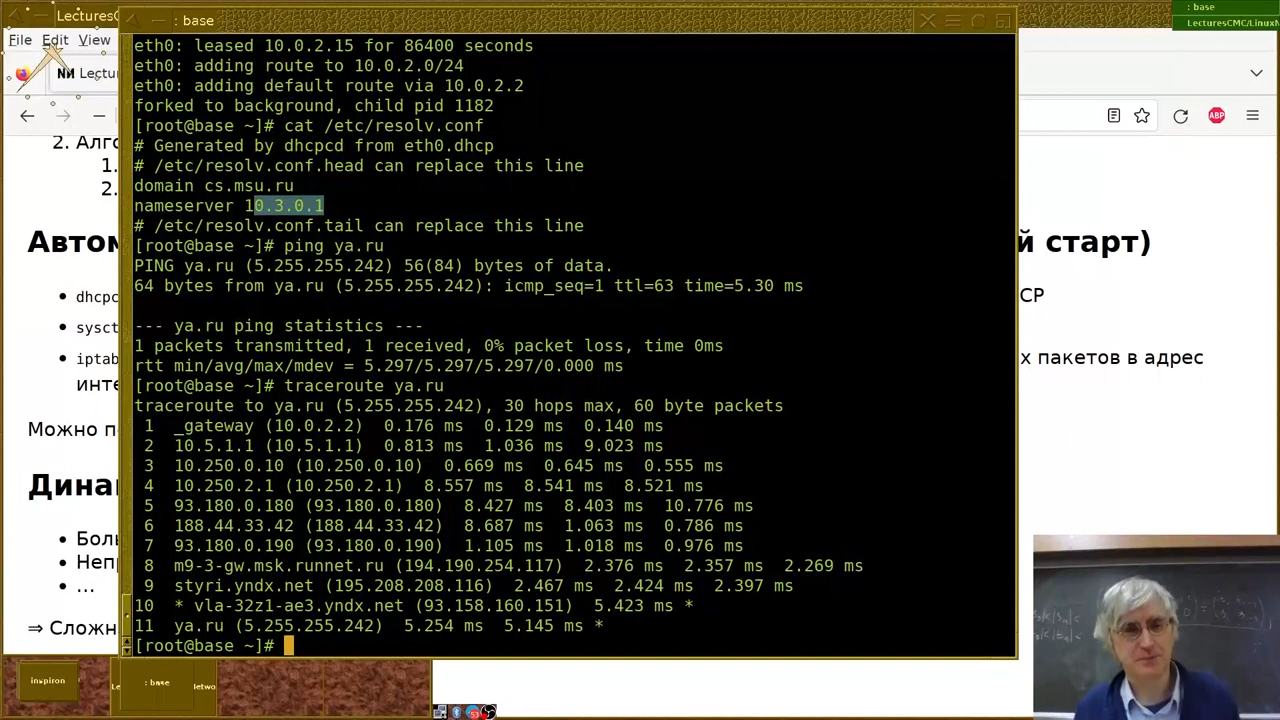 LecturesC
: base
: base
LecturesCMC/LinuxN
File Edit View
Lectu
ABP
eth0: leased 10.0.2.15 for 86400 seconds
eth0: adding route to 10.0.2.0/24
eth0: adding default route via 10.0.2.2
forked to background, child pid 1182
[root@base ~]# cat /etc/resolv.conf
# Generated by dhcpcd from eth0.dhcp
# /etc/resolv.conf.head can replace this line
domain cs.msu.ru
nameserver 10.3.0.1
# /etc/resolv.conf.tail can replace this line
[root@base ~]# ping ya.ru
PING ya.ru (5.255.255.242) 56(84) bytes of data.
64 bytes from ya.ru (5.255.255.242): icmp_seq=1 ttl=63 time=5.30 ms
--- ya.ru ping statistics ---
1 packets transmitted, 1 received, 0% packet loss, time 0ms
rtt min/avg/max/mdev = 5.297/5.297/5.297/0.000 ms
[root@base ~]# traceroute ya.ru
traceroute to ya.ru (5.255.255.242), 30 hops max, 60 byte packets
1 _gateway (10.0.2.2) 0.176 ms 0.129 ms 0.140 ms
2 10.5.1.1 (10.5.1.1) 0.813 ms 1.036 ms 9.023 ms
3 10.250.0.10 (10.250.0.10) 0.669 ms 0.645 ms 0.555 ms
4 10.250.2.1 (10.250.2.1) 8.557 ms 8.541 ms 8.521 ms
5 93.180.0.180 (93.180.0.180) 8.427 ms 8.403 ms 10.776 ms
6 188.44.33.42 (188.44.33.42) 8.687 ms 1.063 ms 0.786 ms
7 93.180.0.190 (93.180.0.190) 1.105 ms 1.018 ms 0.976 ms
8 m9-3-gw.msk.runnet.ru (194.190.254.117) 2.376 ms 2.357 ms 2.269 ms
9 styri.yndx.net (195.208.208.116) 2.467 ms 2.424 ms 2.397 ms
10 * vla-32z1-ae3.yndx.net (93.158.160.151) 5.423 ms *
11 ya.ru (5.255.255.242) 5.254 ms 5.145 ms *
[root@base ~]#
2. Алг
1.
2.
Автом
й старт)
dhcpc
CP
sysct
iptab
х пакетов в адрес
инте
Можно п
Дина
Боль
Непр
...
⇒ Сложн
inspiron
Le
: base
etwo
53